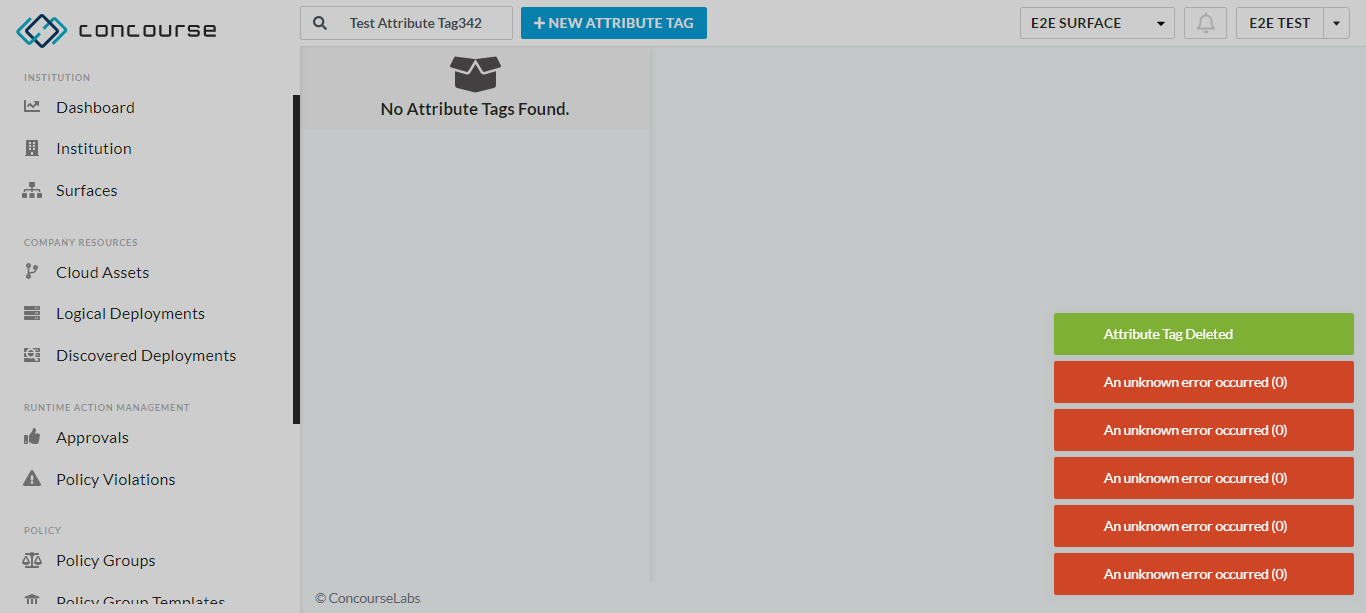 concourse
INSTITUTION
Dashboard
Institution
Surfaces
COMPANY RESOURCES
Cloud Assets
Logical Deployments
Discovered Deployments
RUNTIME ACTION MANAGEMENT
Approvals
Policy Violations
POLICY
Policy Groups
Policy Group Templates
Test Attribute Tag342
+ NEW ATTRIBUTE TAG
E2E SURFACE
E2E TEST
No Attribute Tags Found.
Attribute Tag Deleted
An unknown error occurred (0)
An unknown error occurred (0)
An unknown error occurred (0)
An unknown error occurred (0)
An unknown error occurred (0)
© ConcourseLabs